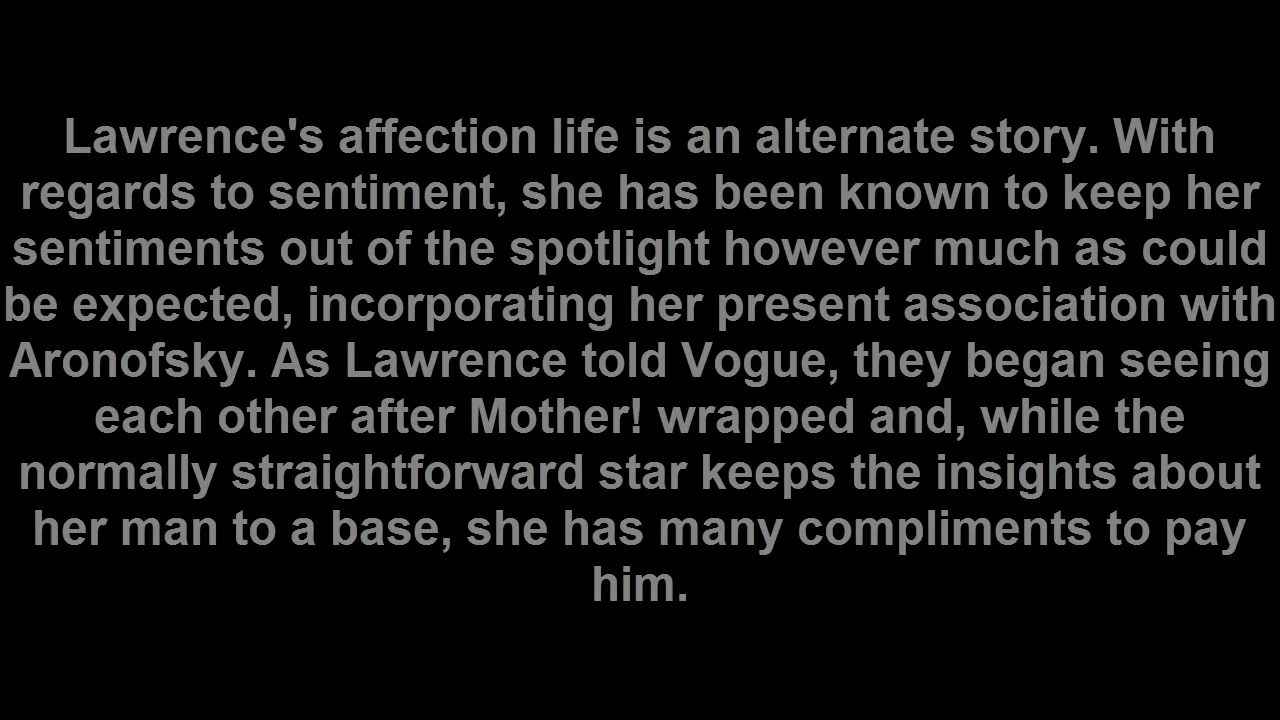 Lawrence's affection life is an alternate story. With
regards to sentiment, she has been known to keep her
sentiments out of the spotlight however much as could
be expected, incorporating her present association with
Aronofsky. As Lawrence told Vogue, they began seeing
each other after Mother! wrapped and, while the
normally straightforward star keeps the insights about
her man to a base, she has many compliments to pay
him.